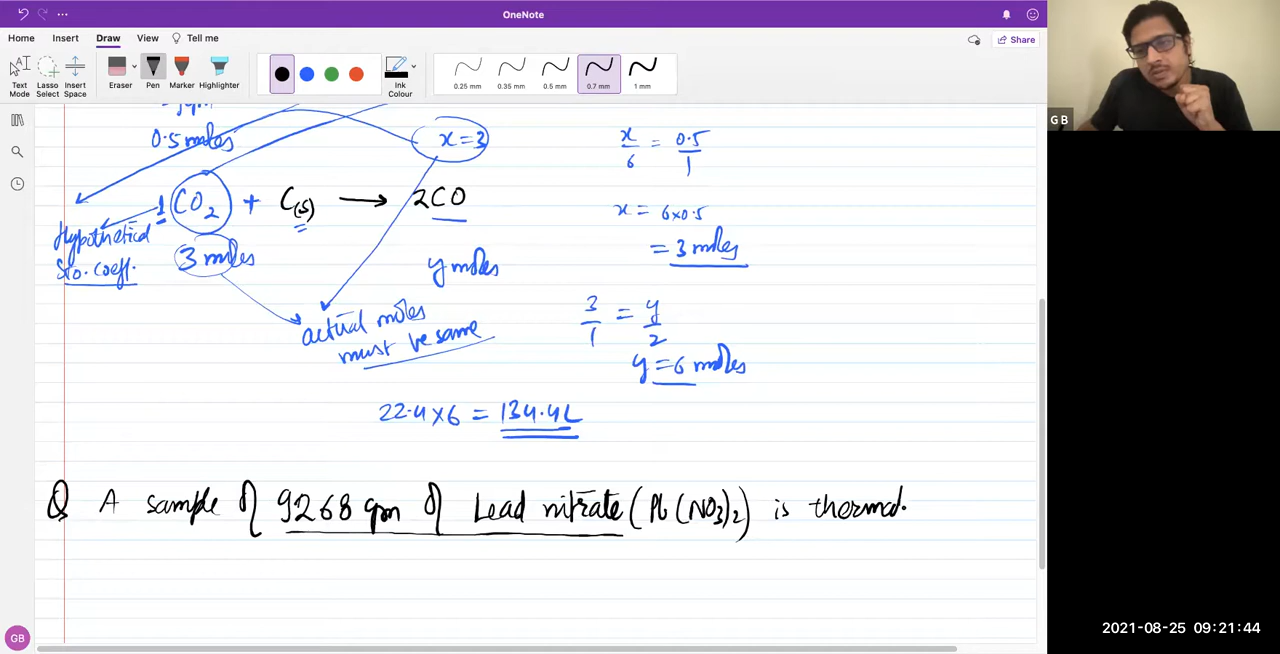 OneNote
Home Insert Draw View Tell me
Share
Text Mode
Lasso Select
Insert Space
Eraser
Pen
Marker
Highlighter
Ink Colour
0.25 mm
0.35 mm
0.5 mm
0.7 mm
1 mm
GB
0.5 moles
x=3
x/6 = 0.5/1
1CO2 + C(s) → 2CO
x = 6×0.5
= 3 moles
Hypothetical
Sto. coeff.
3 moles
y moles
actual moles
must be same
3/1 = y/2
y = 6 moles
22.4×6 = 134.4L
Q A sample of 9268 gm of Lead nitrate (Pb(NO3)2) is thermal.
GB
2021-08-25 09:21:44